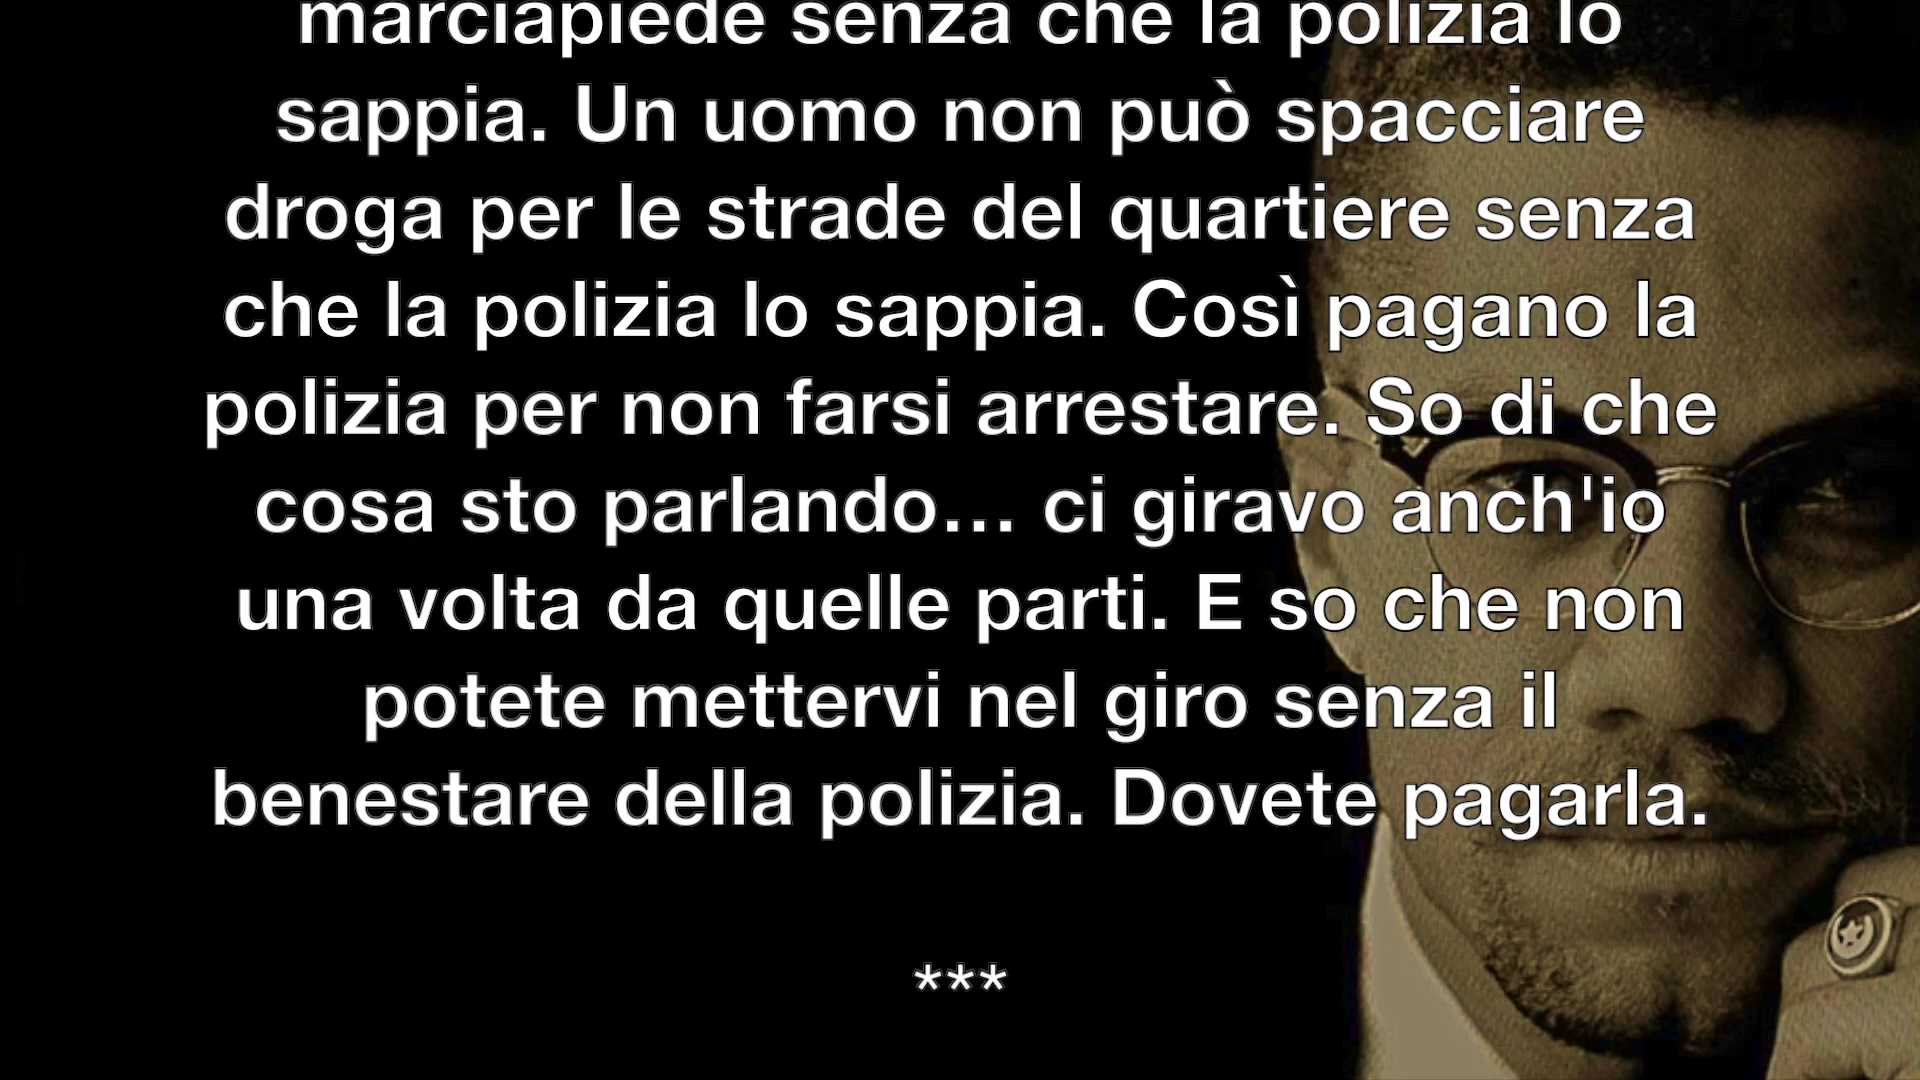 marciapiede senza che la polizia lo
sappia. Un uomo non può spacciare
droga per le strade del quartiere senza
che la polizia lo sappia. Così pagano la
polizia per non farsi arrestare. So di che
cosa sto parlando… ci giravo anch'io
una volta da quelle parti. E so che non
potete mettervi nel giro senza il
benestare della polizia. Dovete pagarla.
***